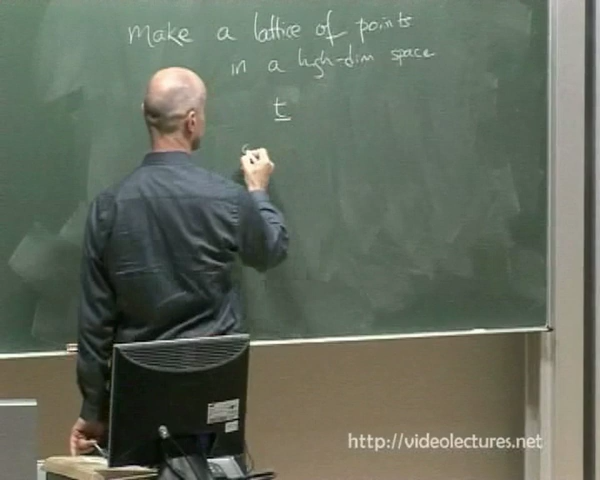 Make a lattice of points
in a high-dim space
t
http://videolectures.net